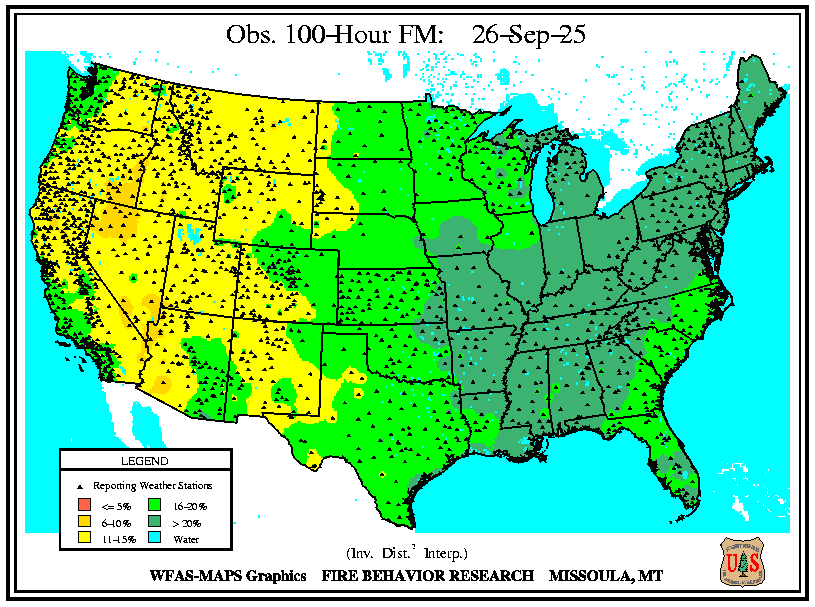 Obs. 100-Hour FM: 26-Sep-25
LEGEND
Reporting Weather Stations
<= 5% 16-20%
6-10% > 20%
11-15% Water
(Inv. Dist.² Interp.)
WFAS-MAPS Graphics FIRE BEHAVIOR RESEARCH MISSOULA, MT
U S